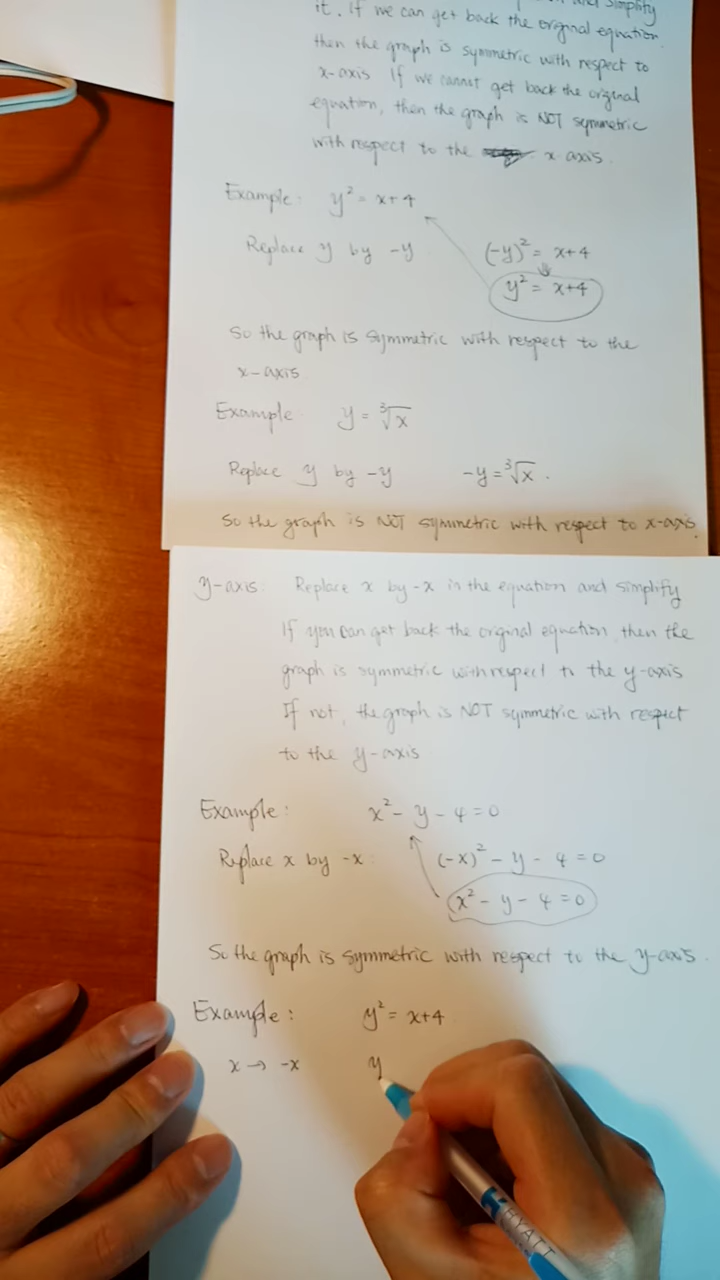 and simplify
it. If we can get back the original equation
then the graph is symmetric with respect to
x-axis If we cannot get back the original
equation, then the graph is NOT symmetric
with respect to the x axis.
Example: y² = x+4
Replace y by -y (-y)² = x+4
y² = x+4
So the graph is symmetric with respect to the
x-axis
Example y = ∛x
Replace y by -y -y = ∛x .
So the graph is NOT symmetric with respect to x-axis.
y-axis: Replace x by -x in the equation and simplify
If you can get back the original equation, then the
graph is symmetric with respect to the y-axis
If not, the graph is NOT symmetric with respect
to the y-axis
Example: x² - y - 4 = 0
Replace x by -x: (-x)² - y - 4 = 0
x² - y - 4 = 0
So the graph is symmetric with respect to the y-axis.
Example: y² = x+4
x → -x y
HYATT